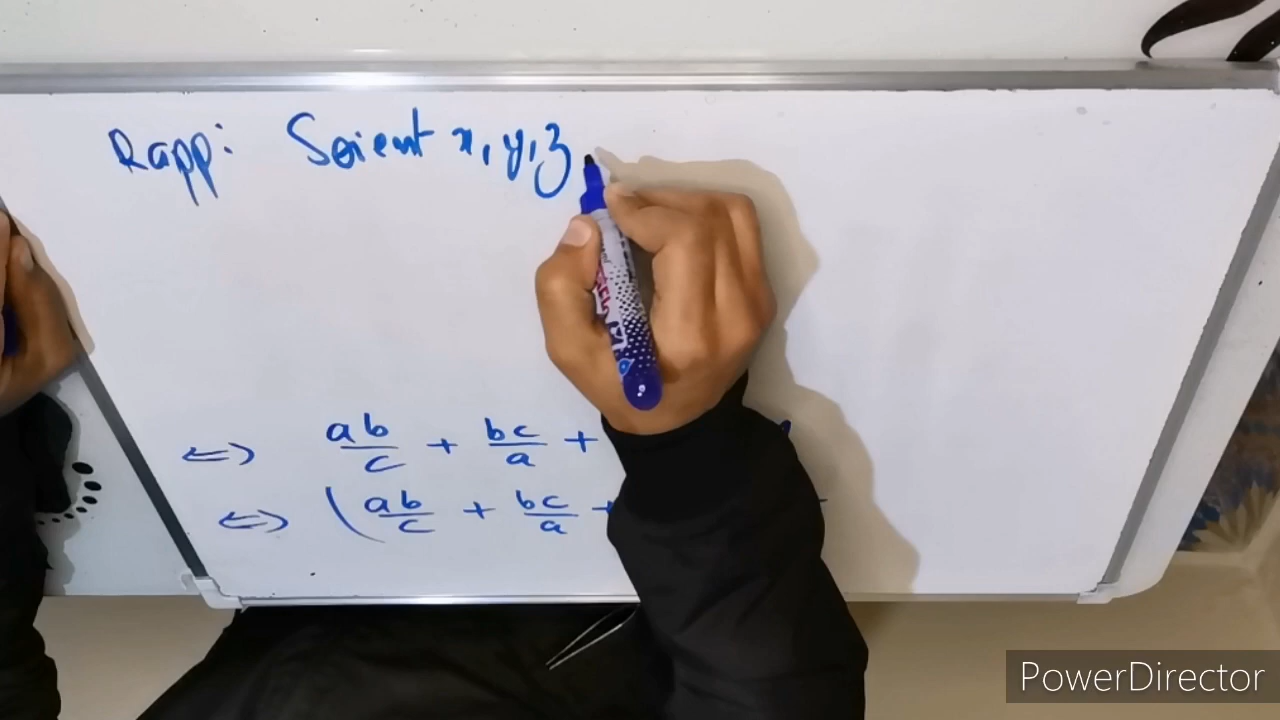 Rapp: Soient x, y, z
⇔ ab/c + bc/a +
⇔ (ab/c + bc/a +
PowerDirector